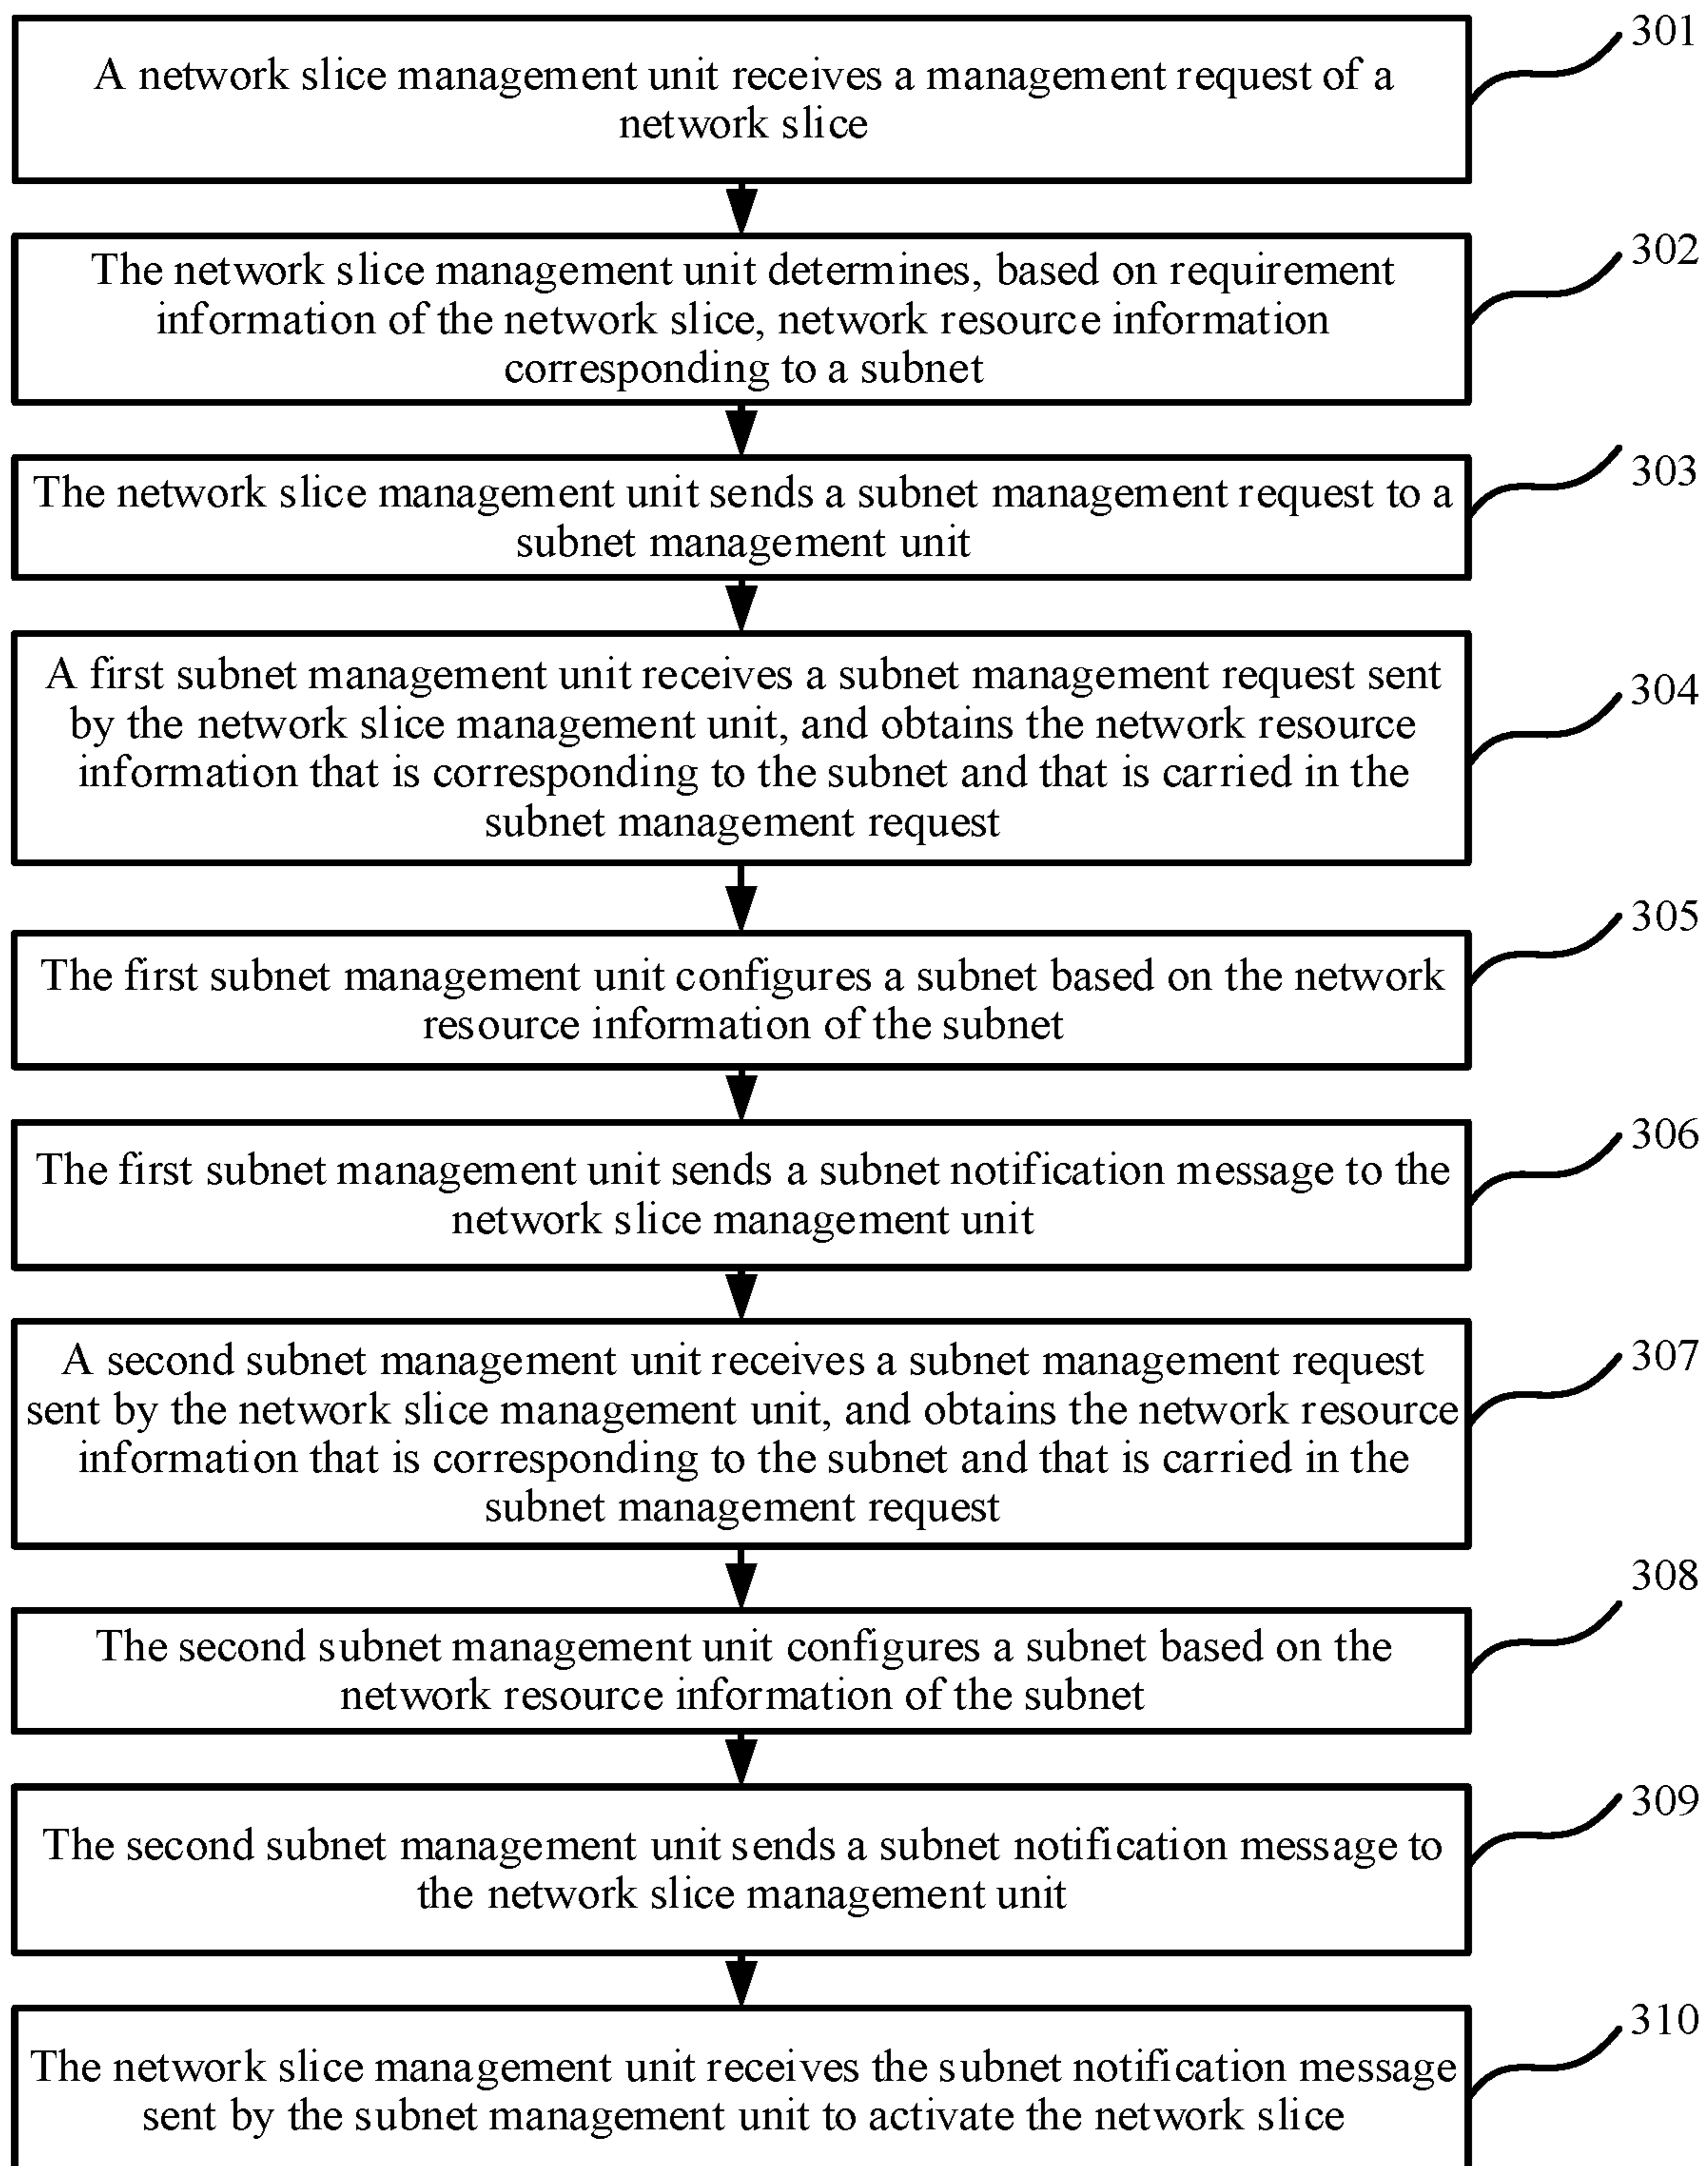 301
A network slice management unit receives a management request of a
network slice
302
The network slice management unit determines, based on requirement
information of the network slice, network resource information
corresponding to a subnet
303
The network slice management unit sends a subnet management request to a
subnet management unit
304
A first subnet management unit receives a subnet management request sent
by the network slice management unit, and obtains the network resource
information that is corresponding to the subnet and that is carried in the
subnet management request
305
The first subnet management unit configures a subnet based on the network
resource information of the subnet
306
The first subnet management unit sends a subnet notification message to the
network slice management unit
307
A second subnet management unit receives a subnet management request
sent by the network slice management unit, and obtains the network resource
information that is corresponding to the subnet and that is carried in the
subnet management request
308
The second subnet management unit configures a subnet based on the
network resource information of the subnet
309
The second subnet management unit sends a subnet notification message to
the network slice management unit
310
The network slice management unit receives the subnet notification message
sent by the subnet management unit to activate the network slice